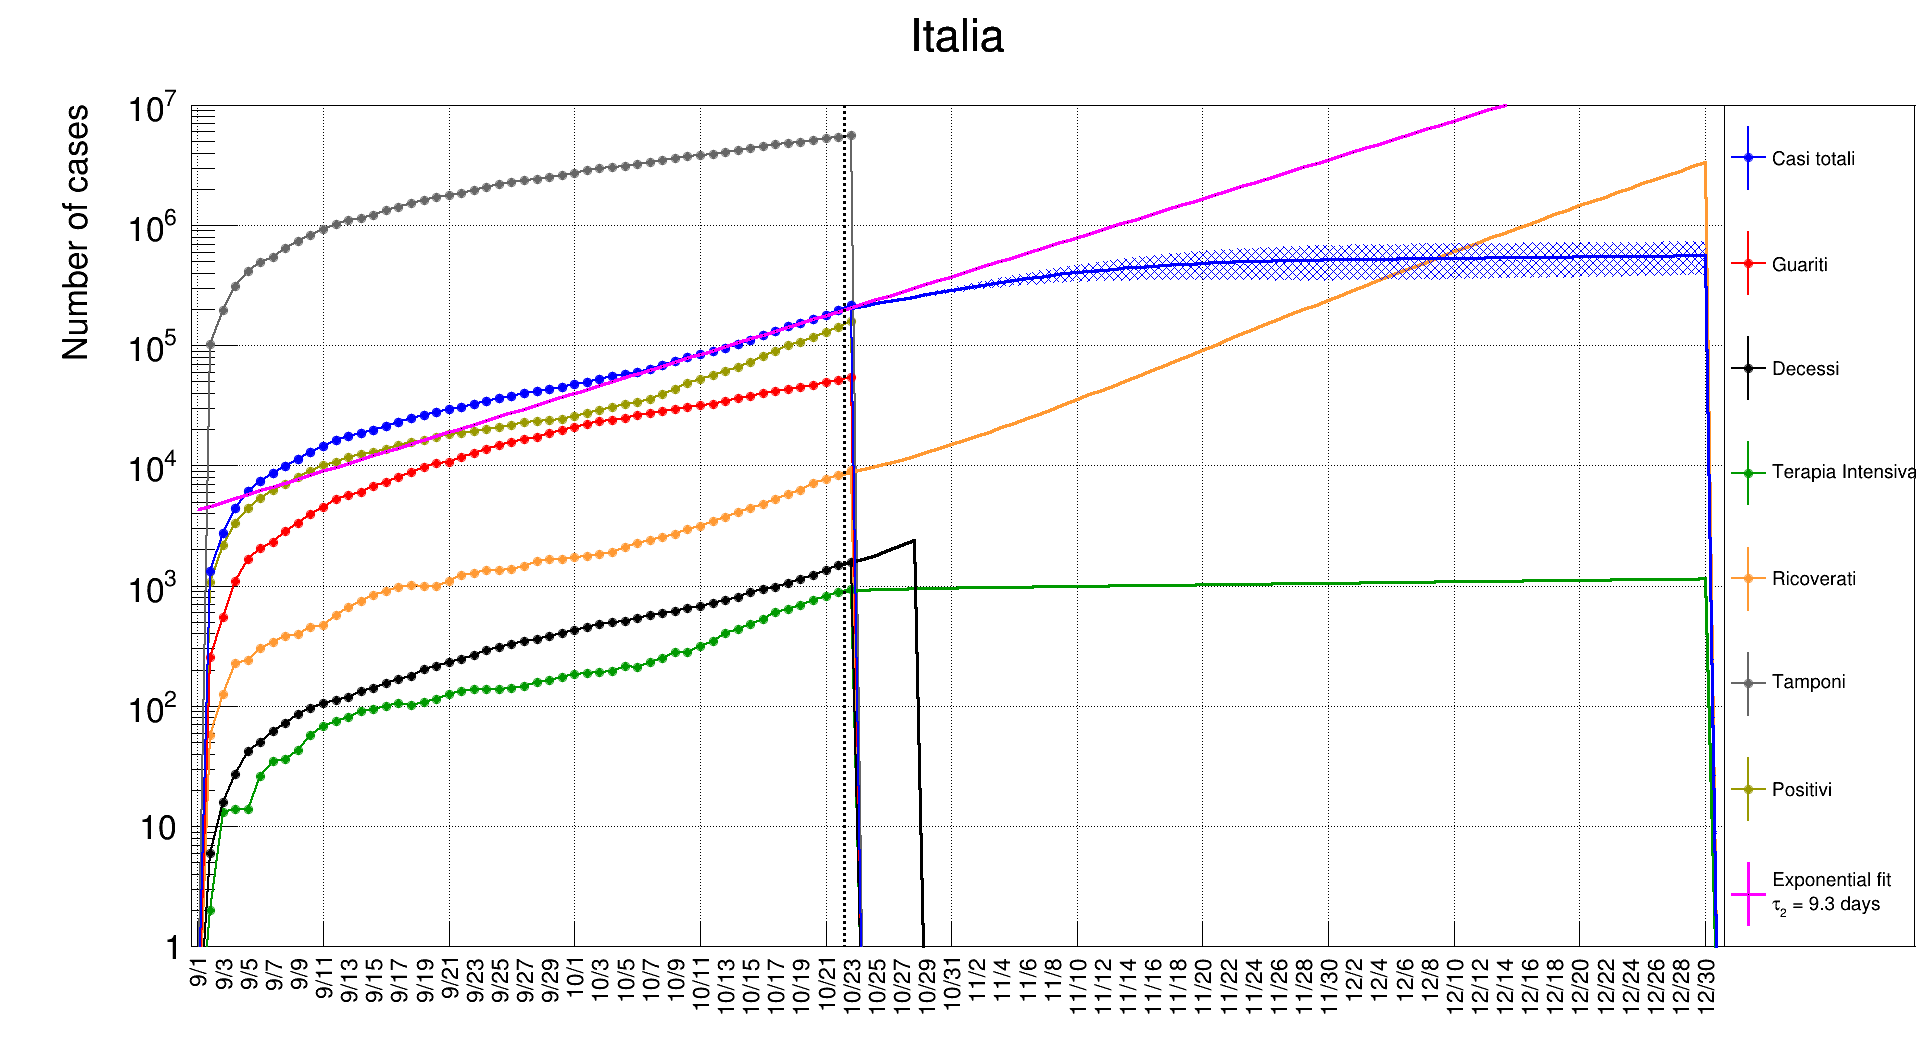 Italia
Number of cases
10^7
10^6
10^5
10^4
10^3
10^2
10
1
9/1 9/3 9/5 9/7 9/9 9/11 9/13 9/15 9/17 9/19 9/21 9/23 9/25 9/27 9/29 10/1 10/3 10/5 10/7 10/9 10/11 10/13 10/15 10/17 10/19 10/21 10/23 10/25 10/27 10/29 10/31 11/2 11/4 11/6 11/8 11/10 11/12 11/14 11/16 11/18 11/20 11/22 11/24 11/26 11/28 11/30 12/2 12/4 12/6 12/8 12/10 12/12 12/14 12/16 12/18 12/20 12/22 12/24 12/26 12/28 12/30
Casi totali
Guariti
Decessi
Terapia Intensiva
Ricoverati
Tamponi
Positivi
Exponential fit
τ₂ = 9.3 days